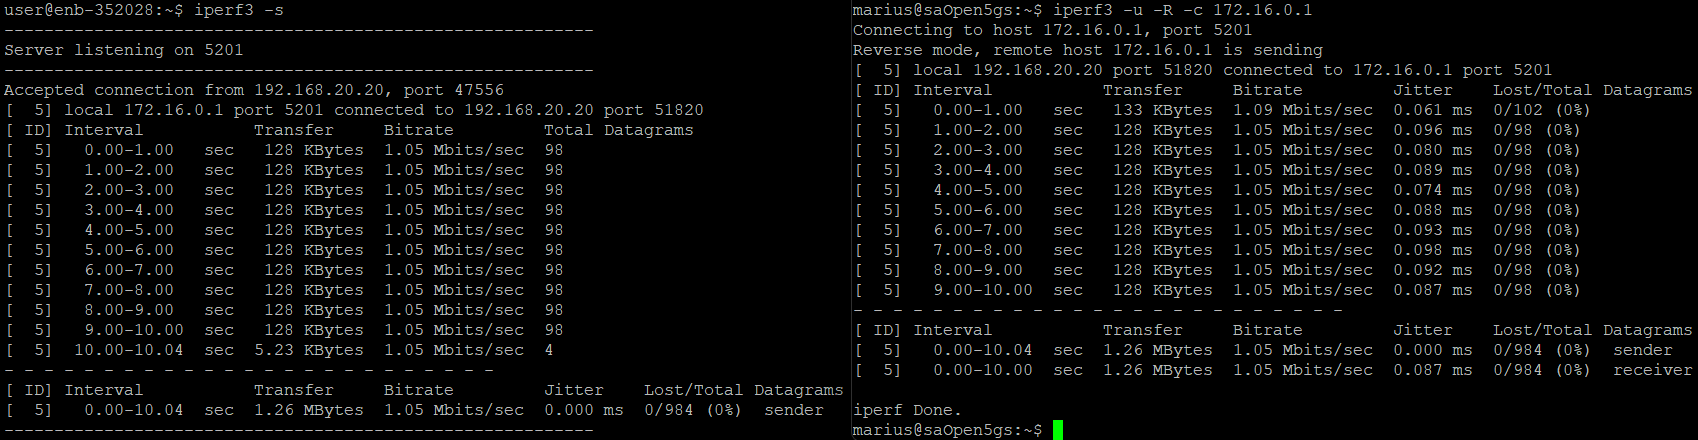 user@enb-352028:~$ iperf3 -s
-----------------------------------------------------------
Server listening on 5201
-----------------------------------------------------------
Accepted connection from 192.168.20.20, port 47556
[  5] local 172.16.0.1 port 5201 connected to 192.168.20.20 port 51820
[ ID] Interval           Transfer     Bitrate         Total Datagrams
[  5]   0.00-1.00   sec   128 KBytes  1.05 Mbits/sec  98
[  5]   1.00-2.00   sec   128 KBytes  1.05 Mbits/sec  98
[  5]   2.00-3.00   sec   128 KBytes  1.05 Mbits/sec  98
[  5]   3.00-4.00   sec   128 KBytes  1.05 Mbits/sec  98
[  5]   4.00-5.00   sec   128 KBytes  1.05 Mbits/sec  98
[  5]   5.00-6.00   sec   128 KBytes  1.05 Mbits/sec  98
[  5]   6.00-7.00   sec   128 KBytes  1.05 Mbits/sec  98
[  5]   7.00-8.00   sec   128 KBytes  1.05 Mbits/sec  98
[  5]   8.00-9.00   sec   128 KBytes  1.05 Mbits/sec  98
[  5]   9.00-10.00  sec   128 KBytes  1.05 Mbits/sec  98
[  5]  10.00-10.04  sec  5.23 KBytes  1.05 Mbits/sec  4
- - - - - - - - - - - - - - - - - - - - - - - - -
[ ID] Interval           Transfer     Bitrate         Jitter    Lost/Total Datagrams
[  5]   0.00-10.04  sec  1.26 MBytes  1.05 Mbits/sec  0.000 ms  0/984 (0%)  sender
-----------------------------------------------------------
marius@saOpen5gs:~$ iperf3 -u -R -c 172.16.0.1
Connecting to host 172.16.0.1, port 5201
Reverse mode, remote host 172.16.0.1 is sending
[  5] local 192.168.20.20 port 51820 connected to 172.16.0.1 port 5201
[ ID] Interval           Transfer     Bitrate         Jitter    Lost/Total Datagrams
[  5]   0.00-1.00   sec   133 KBytes  1.09 Mbits/sec  0.061 ms  0/102 (0%)
[  5]   1.00-2.00   sec   128 KBytes  1.05 Mbits/sec  0.096 ms  0/98 (0%)
[  5]   2.00-3.00   sec   128 KBytes  1.05 Mbits/sec  0.080 ms  0/98 (0%)
[  5]   3.00-4.00   sec   128 KBytes  1.05 Mbits/sec  0.089 ms  0/98 (0%)
[  5]   4.00-5.00   sec   128 KBytes  1.05 Mbits/sec  0.074 ms  0/98 (0%)
[  5]   5.00-6.00   sec   128 KBytes  1.05 Mbits/sec  0.088 ms  0/98 (0%)
[  5]   6.00-7.00   sec   128 KBytes  1.05 Mbits/sec  0.093 ms  0/98 (0%)
[  5]   7.00-8.00   sec   128 KBytes  1.05 Mbits/sec  0.098 ms  0/98 (0%)
[  5]   8.00-9.00   sec   128 KBytes  1.05 Mbits/sec  0.092 ms  0/98 (0%)
[  5]   9.00-10.00  sec   128 KBytes  1.05 Mbits/sec  0.087 ms  0/98 (0%)
- - - - - - - - - - - - - - - - - - - - - - - - -
[ ID] Interval           Transfer     Bitrate         Jitter    Lost/Total Datagrams
[  5]   0.00-10.04  sec  1.26 MBytes  1.05 Mbits/sec  0.000 ms  0/984 (0%)  sender
[  5]   0.00-10.00  sec  1.26 MBytes  1.05 Mbits/sec  0.087 ms  0/984 (0%)  receiver
iperf Done.
marius@saOpen5gs:~$